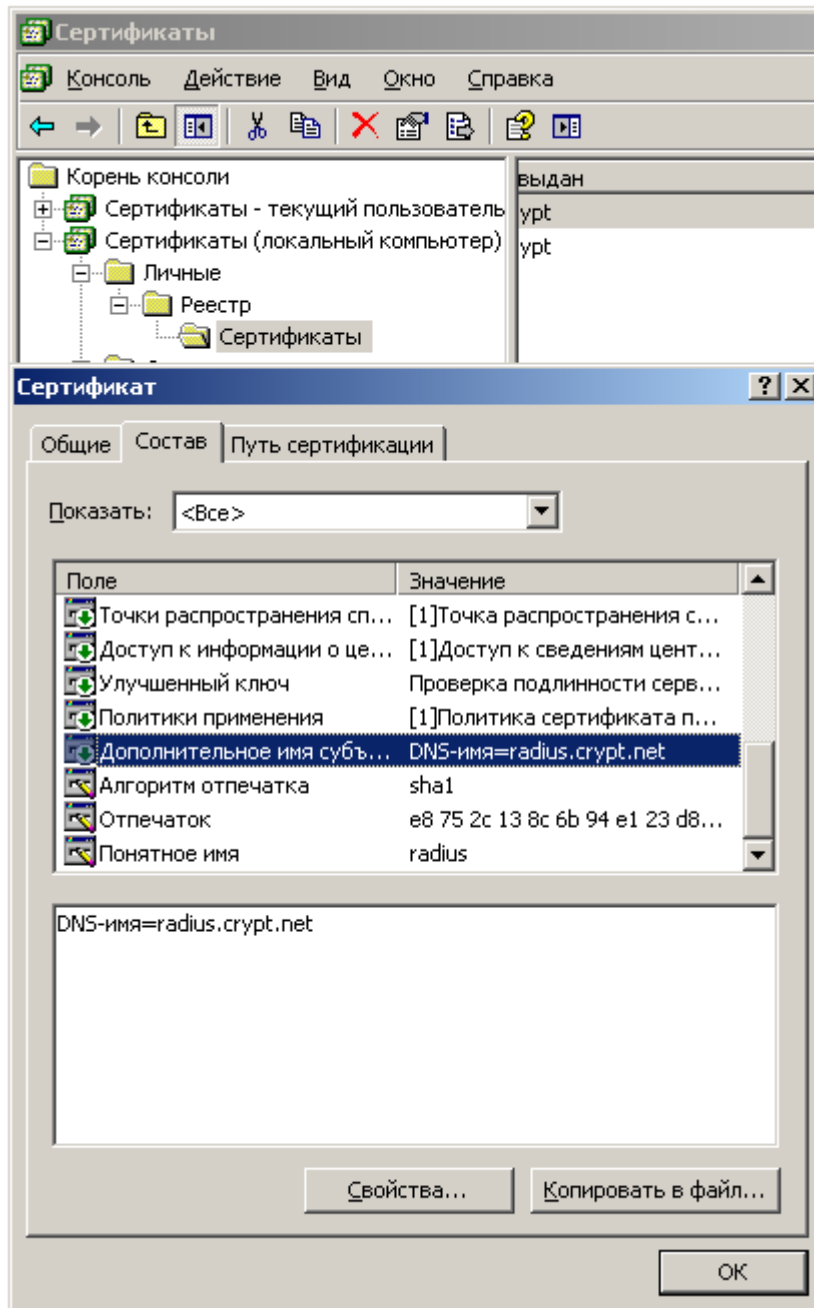 Сертификаты
Консоль Действие Вид Окно Справка
Корень консоли
выдан
Сертификаты - текущий пользователь
ypt
Сертификаты (локальный компьютер)
ypt
Личные
Реестр
Сертификаты
Сертификат
Общие Состав Путь сертификации
Показать: <Все>
Поле Значение
Точки распространения сп... [1]Точка распространения с...
Доступ к информации о це... [1]Доступ к сведениям цент...
Улучшенный ключ Проверка подлинности серв...
Политики применения [1]Политика сертификата п...
Дополнительное имя субъ... DNS-имя=radius.crypt.net
Алгоритм отпечатка sha1
Отпечаток e8 75 2c 13 8c 6b 94 e1 23 d8...
Понятное имя radius
DNS-имя=radius.crypt.net
Свойства... Копировать в файл...
ОК